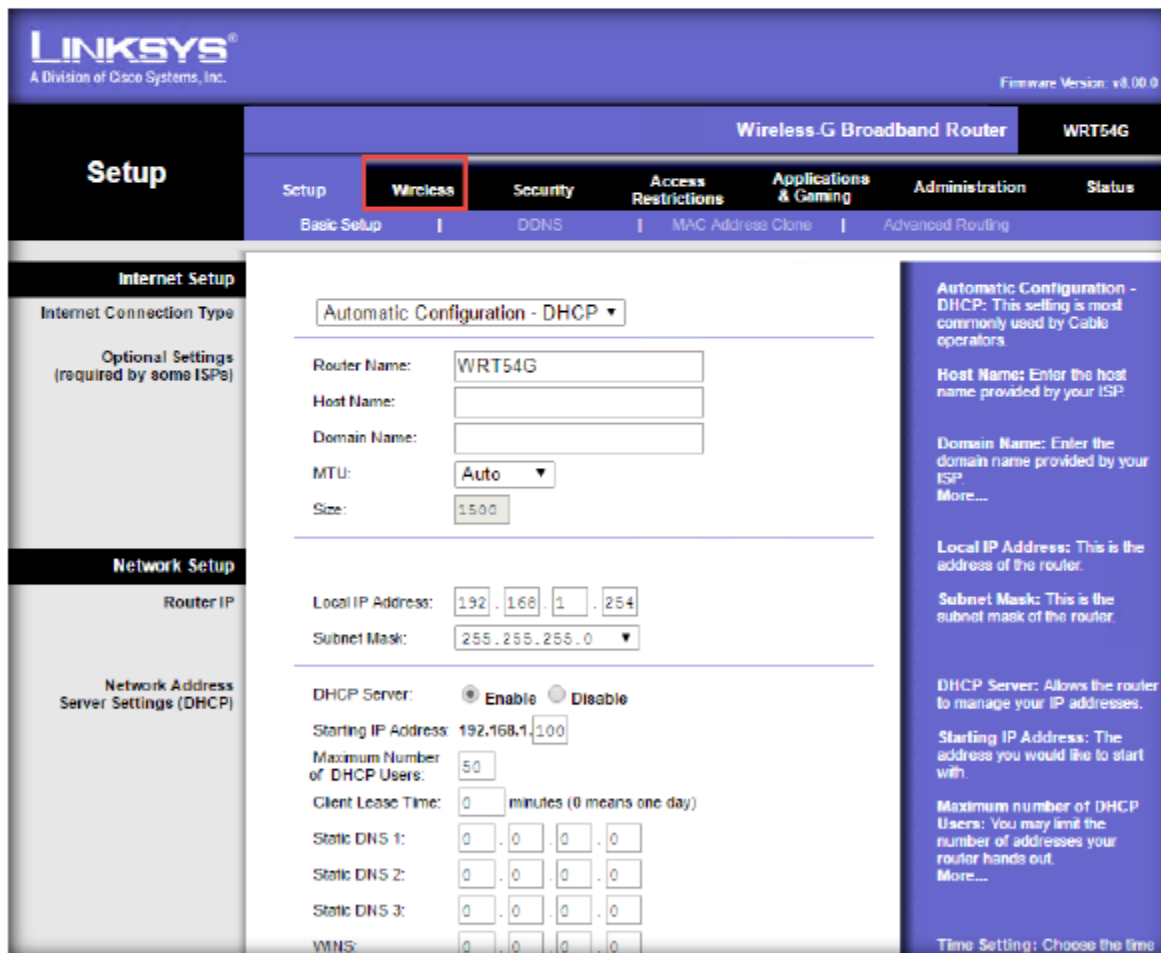 LINKSYS®
A Division of Cisco Systems, Inc.
Firmware Version: v8.00.0
Wireless-G Broadband Router WRT54G
Setup
Setup Wireless Security Access Restrictions Applications & Gaming Administration Status
Basic Setup | DDNS | MAC Address Clone | Advanced Routing
Internet Setup
Internet Connection Type
Automatic Configuration - DHCP
Optional Settings
(required by some ISPs)
Router Name: WRT54G
Host Name:
Domain Name:
MTU: Auto
Size: 1500
Network Setup
Router IP
Local IP Address: 192 . 168 . 1 . 254
Subnet Mask: 255.255.255.0
Network Address
Server Settings (DHCP)
DHCP Server: Enable Disable
Starting IP Address: 192.168.1. 100
Maximum Number
of DHCP Users: 50
Client Lease Time: 0 minutes (0 means one day)
Static DNS 1: 0 . 0 . 0 . 0
Static DNS 2: 0 . 0 . 0 . 0
Static DNS 3: 0 . 0 . 0 . 0
WINS: 0 . 0 . 0 . 0
Automatic Configuration -
DHCP: This setting is most
commonly used by Cable
operators.
Host Name: Enter the host
name provided by your ISP.
Domain Name: Enter the
domain name provided by your
ISP.
More...
Local IP Address: This is the
address of the router.
Subnet Mask: This is the
subnet mask of the router.
DHCP Server: Allows the router
to manage your IP addresses.
Starting IP Address: The
address you would like to start
with.
Maximum number of DHCP
Users: You may limit the
number of addresses your
router hands out.
More...
Time Setting: Choose the time